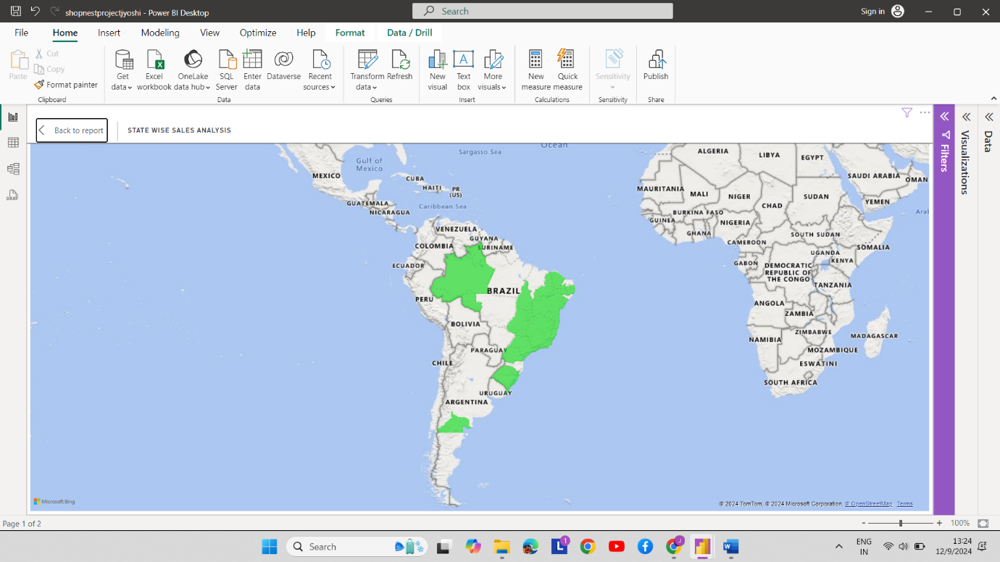 shopnestprojectjyoshi - Power BI Desktop
Search
Sign in
File Home Insert Modeling View Optimize Help Format Data / Drill
Paste
Cut
Copy
Format painter
Clipboard
Get data
Excel workbook
OneLake data hub
SQL Server
Enter data
Dataverse
Recent sources
Data
Transform data
Refresh
Queries
New visual
Text box
More visuals
Insert
New measure
Quick measure
Calculations
Sensitivity
Sensitivity
Publish
Share
Back to report
STATE WISE SALES ANALYSIS
Filters
Visualizations
Data
Ocean
Sargasso Sea
Gulf of
Mexico
MEXICO
CUBA
HAITI
PR
(US)
GUATEMALA
Caribbean Sea
NICARAGUA
VENEZUELA
GUYANA
COLOMBIA
SURINAME
ECUADOR
BRAZIL
PERU
BOLIVIA
PARAGUAY
CHILE
URUGUAY
ARGENTINA
ALGERIA
LIBYA
EGYPT
SAUDI ARABIA
OMAN
MAURITANIA
MALI
NIGER
SUDAN
YEMEN
CHAD
BURKINA FASO
Arab
GUINEA
NIGERIA
GHANA
SOUTH SUDAN
CAMEROON
SOMALIA
UGANDA
GABON
KENYA
DEMOCRATIC
REPUBLIC OF
THE CONGO
TANZANIA
ANGOLA
ZAMBIA
ZIMBABWE
MADAGASCAR
NAMIBIA
MOZAMBIQUE
ESWATINI
SOUTH AFRICA
Microsoft Bing
© 2024 TomTom, © 2024 Microsoft Corporation, © OpenStreetMap Terms
Page 1 of 2
- + 100%
Search
L 1
J
W
ENG
IN
13:24
12/9/2024